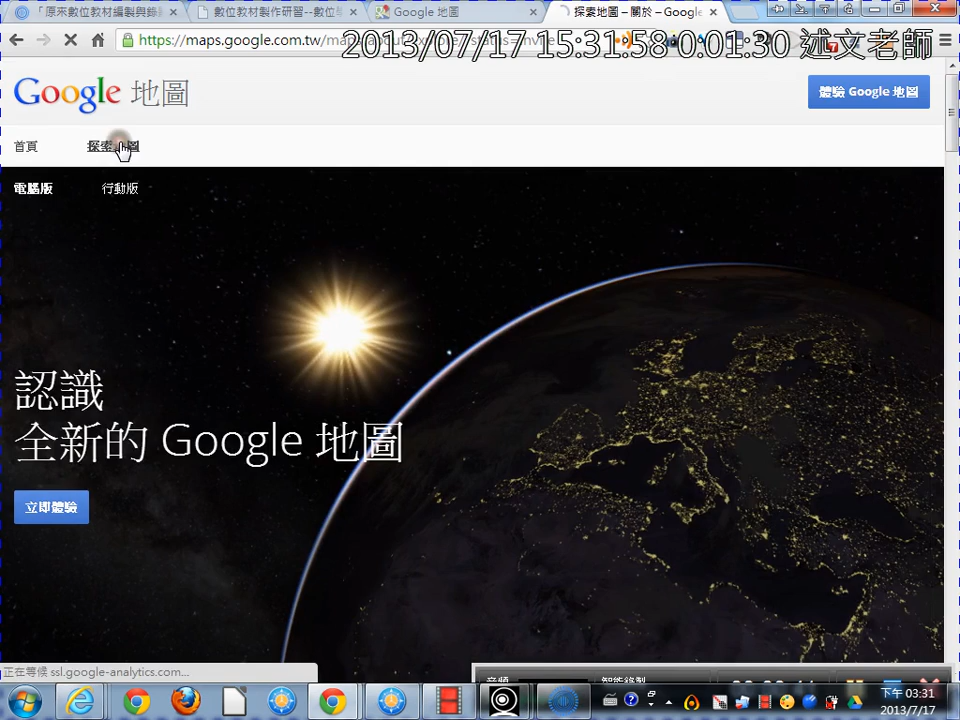 「原來數位教材編製與錄
數位教材製作研習--數位
Google 地圖
探索地圖 – 關於 – Google
https://maps.google.com.tw/
2013/07/17 15:31:58 0:01:30 述文老師
Google 地圖
體驗 Google 地圖
首頁
探索地圖
電腦版
行動版
認識
全新的 Google 地圖
立即體驗
正在等候 ssl.google-analytics.com...
下午 03:31
2013/7/17